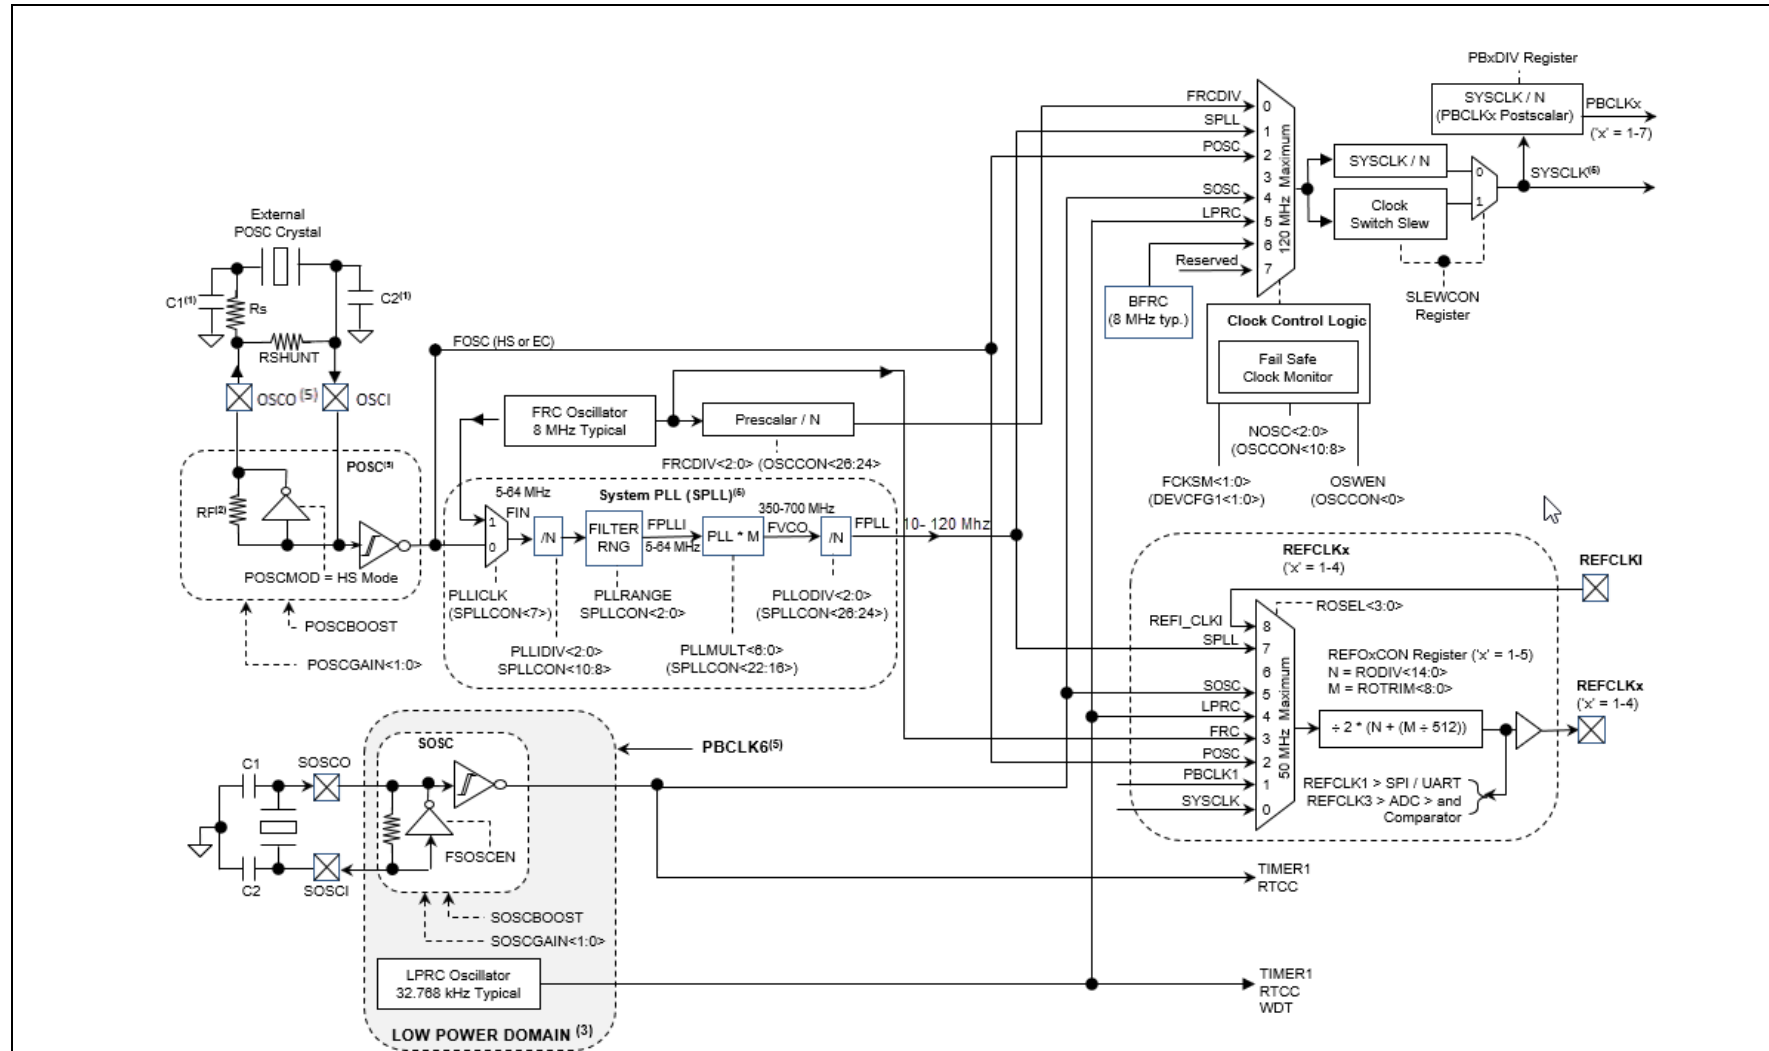 PBxDIV Register
SYSCLK / N
(PBCLKx Postscalar)
PBCLKx
('x' = 1-7)
FRCDIV
SPLL
POSC
SOSC
LPRC
Reserved
0
1
2
3
4
5
6
7
120 MHz Maximum
SYSCLK / N
Clock
Switch Slew
0
1
SYSCLK(6)
SLEWCON
Register
BFRC
(8 MHz typ.)
Clock Control Logic
Fail Safe
Clock Monitor
NOSC<2:0>
(OSCCON<10:8>
FCKSM<1:0>
(DEVCFG1<1:0>)
OSWEN
(OSCCON<0>
External
POSC Crystal
C1(1)
Rs
C2(1)
RSHUNT
OSCO (5)
OSCI
POSC(5)
RF(2)
POSCMOD = HS Mode
POSCBOOST
POSCGAIN<1:0>
FOSC (HS or EC)
FRC Oscillator
8 MHz Typical
Prescalar / N
FRCDIV<2:0> (OSCCON<26:24>
System PLL (SPLL)(6)
5-64 MHz
FIN
1
0
/N
FILTER
RNG
FPLLI
5-64 MHz
PLL * M
350-700 MHz
FVCO
/N
FPLL
10- 120 Mhz
PLLICLK
(SPLLCON<7>)
PLLRANGE
SPLLCON<2:0>)
PLLODIV<2:0>
(SPLLCON<26:24>)
PLLIDIV<2:0>
SPLLCON<10:8>)
PLLMULT<6:0>
(SPLLCON<22:16>)
REFCLKx
('x' = 1-4)
REFCLKI
ROSEL<3:0>
REFI_CLKI
SPLL
SOSC
LPRC
FRC
POSC
PBCLK1
SYSCLK
8
7
6
5
4
3
2
1
0
50 MHz Maximum
REFOxCON Register ('x' = 1-5)
N = RODIV<14:0>
M = ROTRIM<8:0>
÷ 2 * (N + (M ÷ 512))
REFCLKx
('x' = 1-4)
REFCLK1 > SPI / UART
REFCLK3 > ADC > and
Comparator
SOSC
PBCLK6(5)
C1
SOSCO
C2
SOSCI
FSOSCEN
SOSCBOOST
SOSCGAIN<1:0>
TIMER1
RTCC
LPRC Oscillator
32.768 kHz Typical
LOW POWER DOMAIN (3)
TIMER1
RTCC
WDT